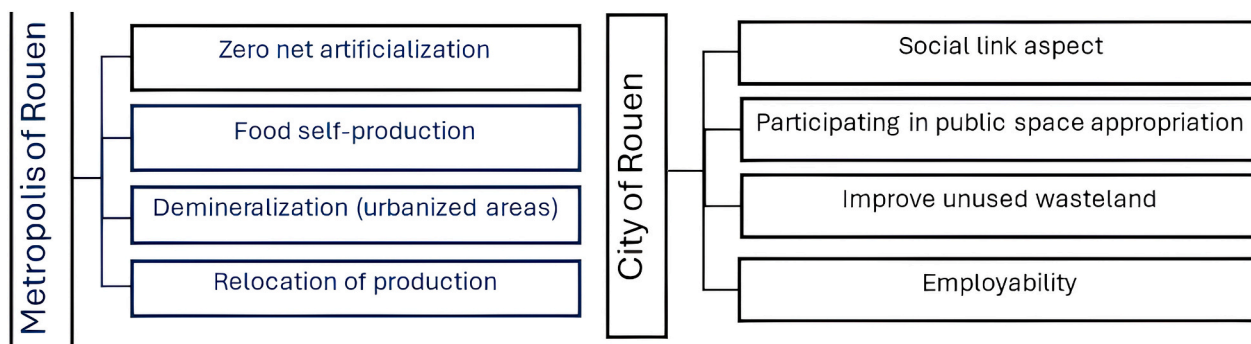 Metropolis of Rouen
Zero net artificialization
Food self-production
Demineralization (urbanized areas)
Relocation of production
City of Rouen
Social link aspect
Participating in public space appropriation
Improve unused wasteland
Employability